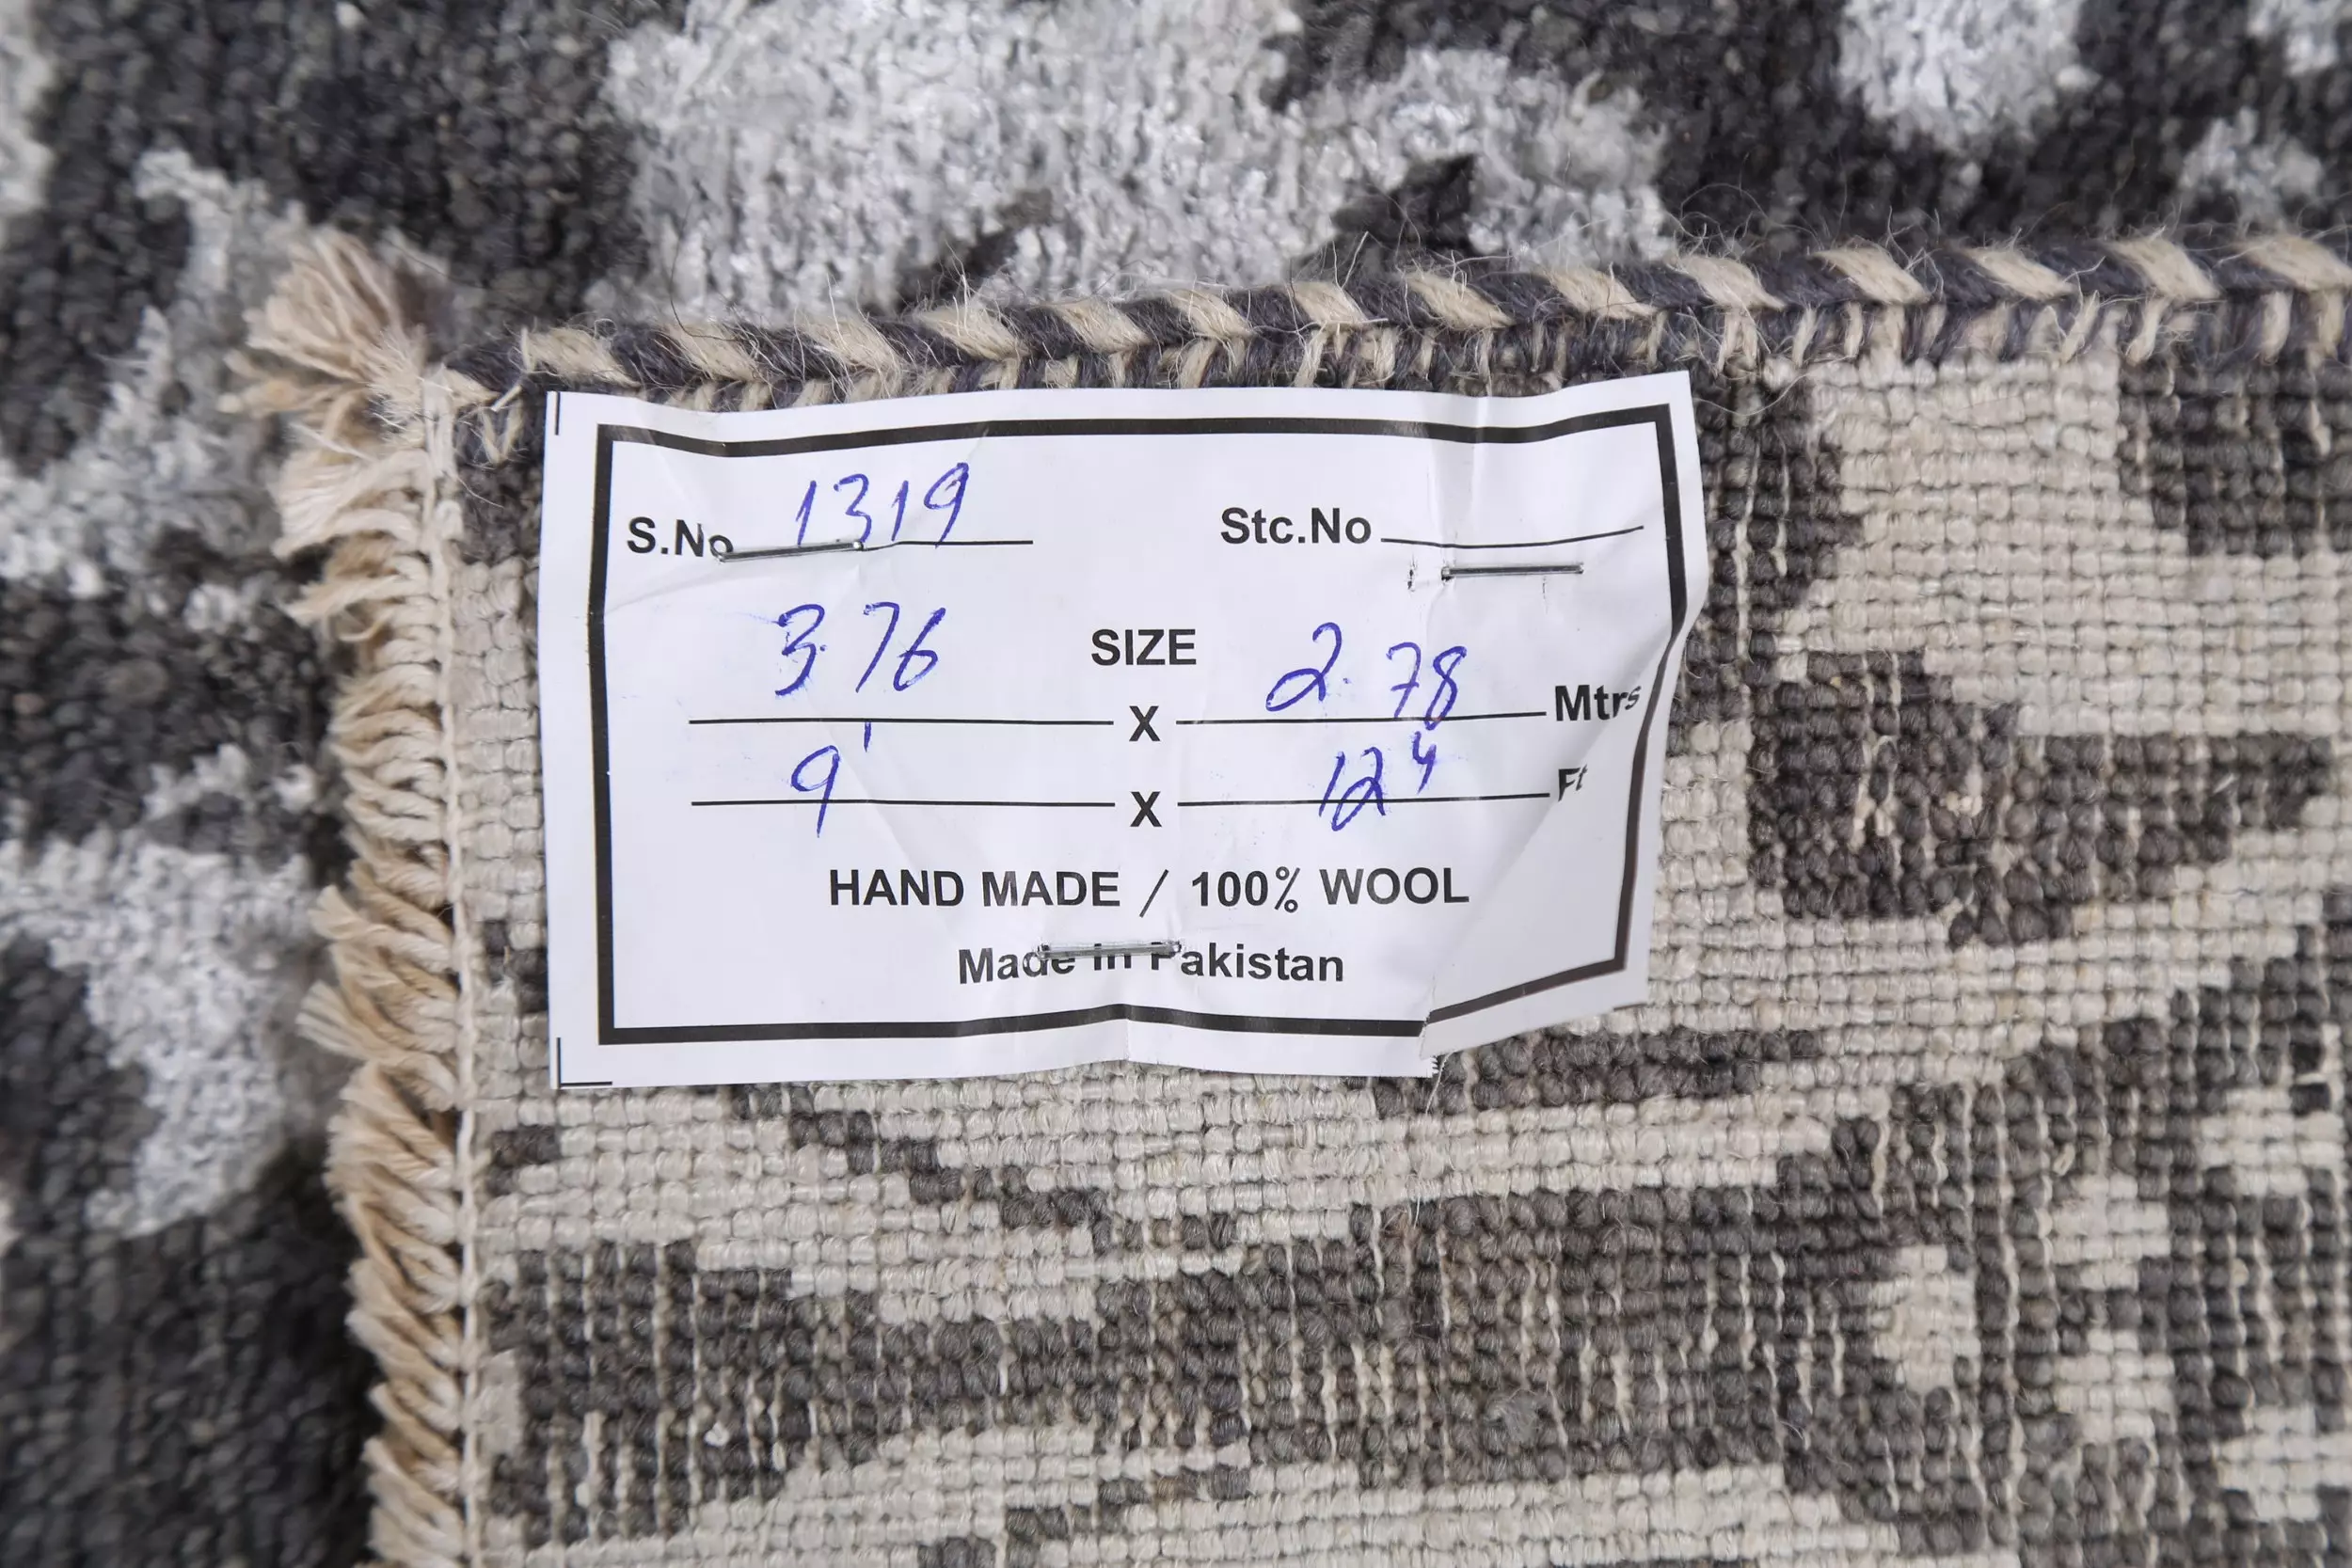 S.No 1319 Stc.No
SIZE
3.76 X 2.78 Mtrs
9' X 12 4 Ft
HAND MADE / 100% WOOL
Made In Pakistan